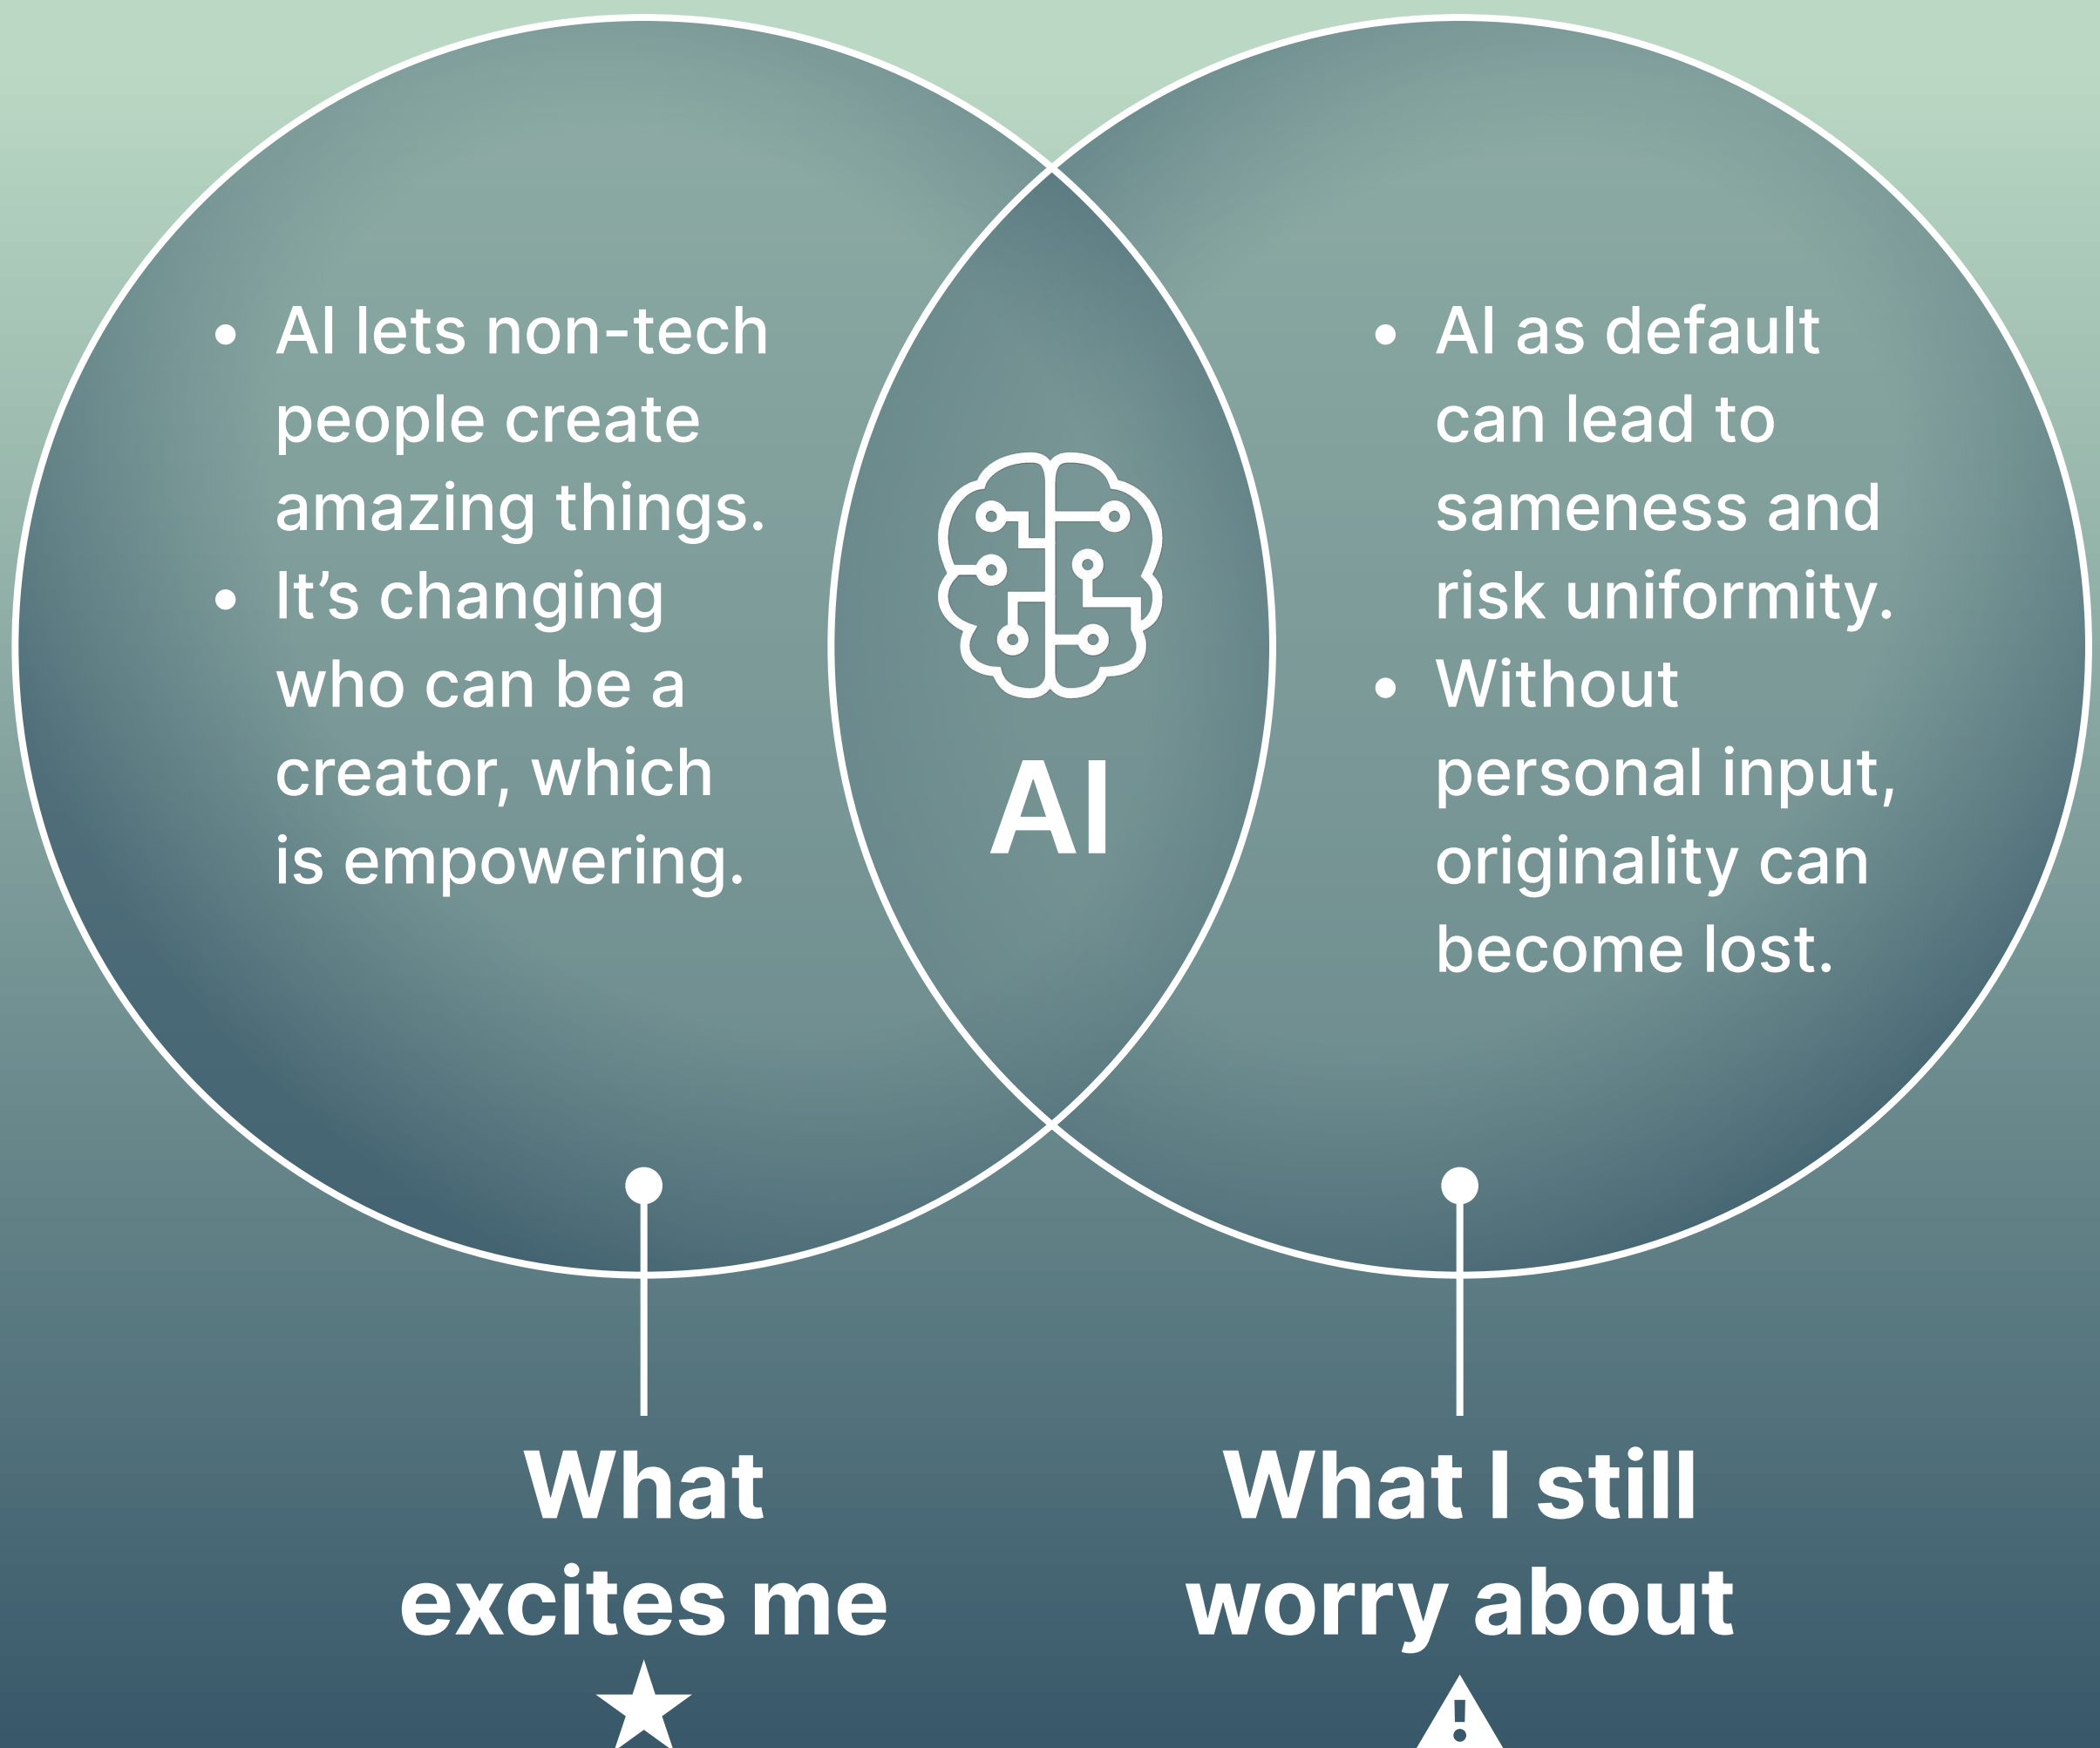 • AI lets non-tech
people create
amazing things.
• It’s changing
who can be a
creator, which
is empowering.
AI
• AI as default
can lead to
sameness and
risk uniformity.
• Without
personal input,
originality can
become lost.
What
excites me
What I still
worry about